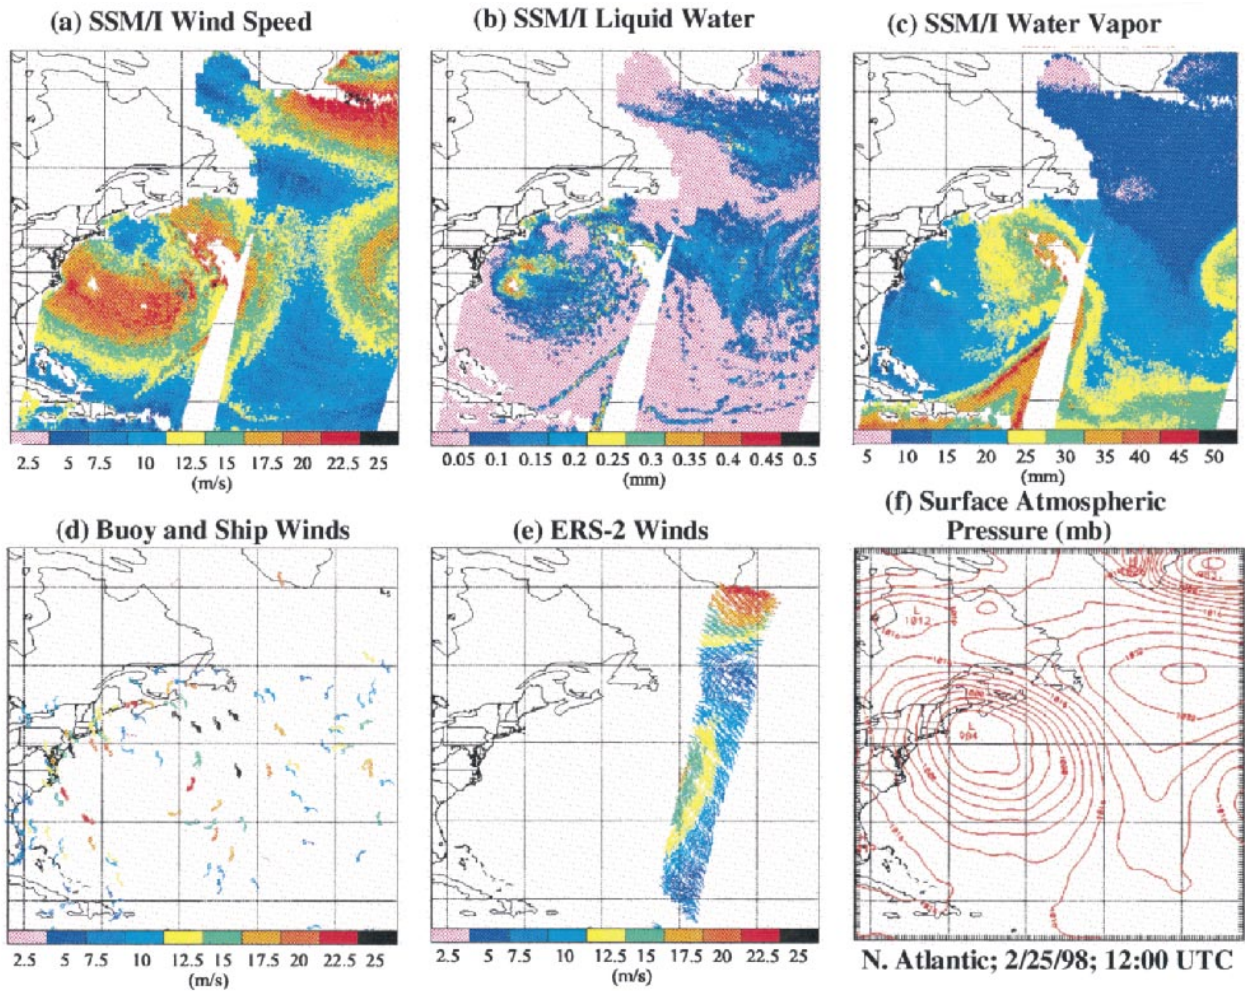 (a) SSM/I Wind Speed
(b) SSM/I Liquid Water
(c) SSM/I Water Vapor
2.5 5 7.5 10 12.5 15 17.5 20 22.5 25
(m/s)
0.05 0.1 0.15 0.2 0.25 0.3 0.35 0.4 0.45 0.5
(mm)
5 10 15 20 25 30 35 40 45 50
(mm)
(d) Buoy and Ship Winds
(e) ERS-2 Winds
(f) Surface Atmospheric
Pressure (mb)
L
1012
1016
L
1000
1016
1008
1016
2.5 5 7.5 10 12.5 15 17.5 20 22.5 25
(m/s)
2.5 5 7.5 10 12.5 15 17.5 20 22.5 25
(m/s)
N. Atlantic; 2/25/98; 12:00 UTC